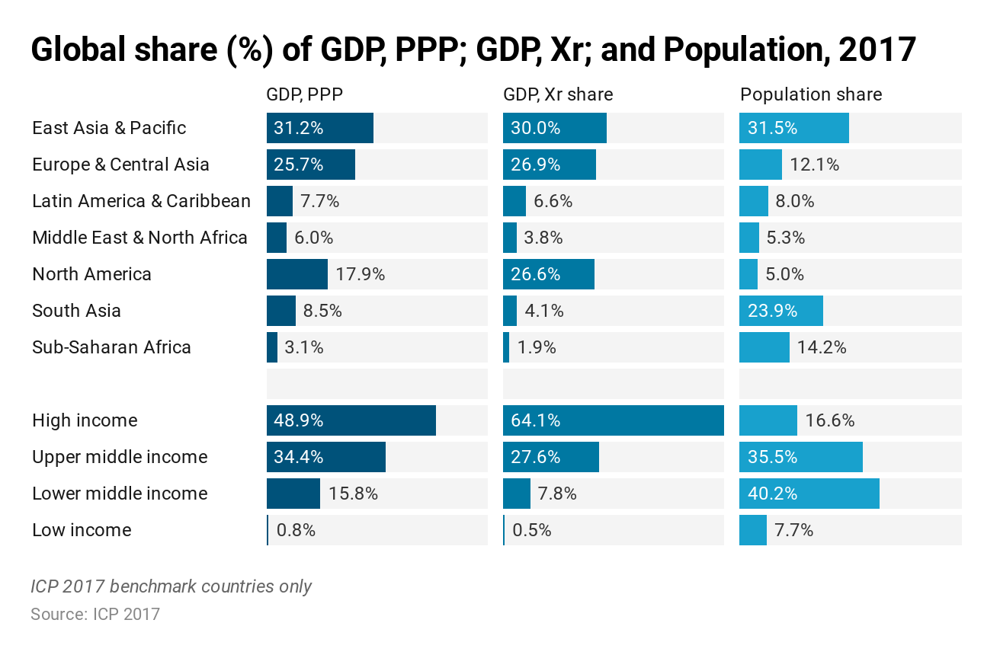 Global share (%) of GDP, PPP; GDP, Xr; and Population, 2017
GDP, PPP GDP, Xr share Population share
East Asia & Pacific 31.2% 30.0% 31.5%
Europe & Central Asia 25.7% 26.9% 12.1%
Latin America & Caribbean 7.7% 6.6% 8.0%
Middle East & North Africa 6.0% 3.8% 5.3%
North America 17.9% 26.6% 5.0%
South Asia 8.5% 4.1% 23.9%
Sub-Saharan Africa 3.1% 1.9% 14.2%
High income 48.9% 64.1% 16.6%
Upper middle income 34.4% 27.6% 35.5%
Lower middle income 15.8% 7.8% 40.2%
Low income 0.8% 0.5% 7.7%
ICP 2017 benchmark countries only
Source: ICP 2017